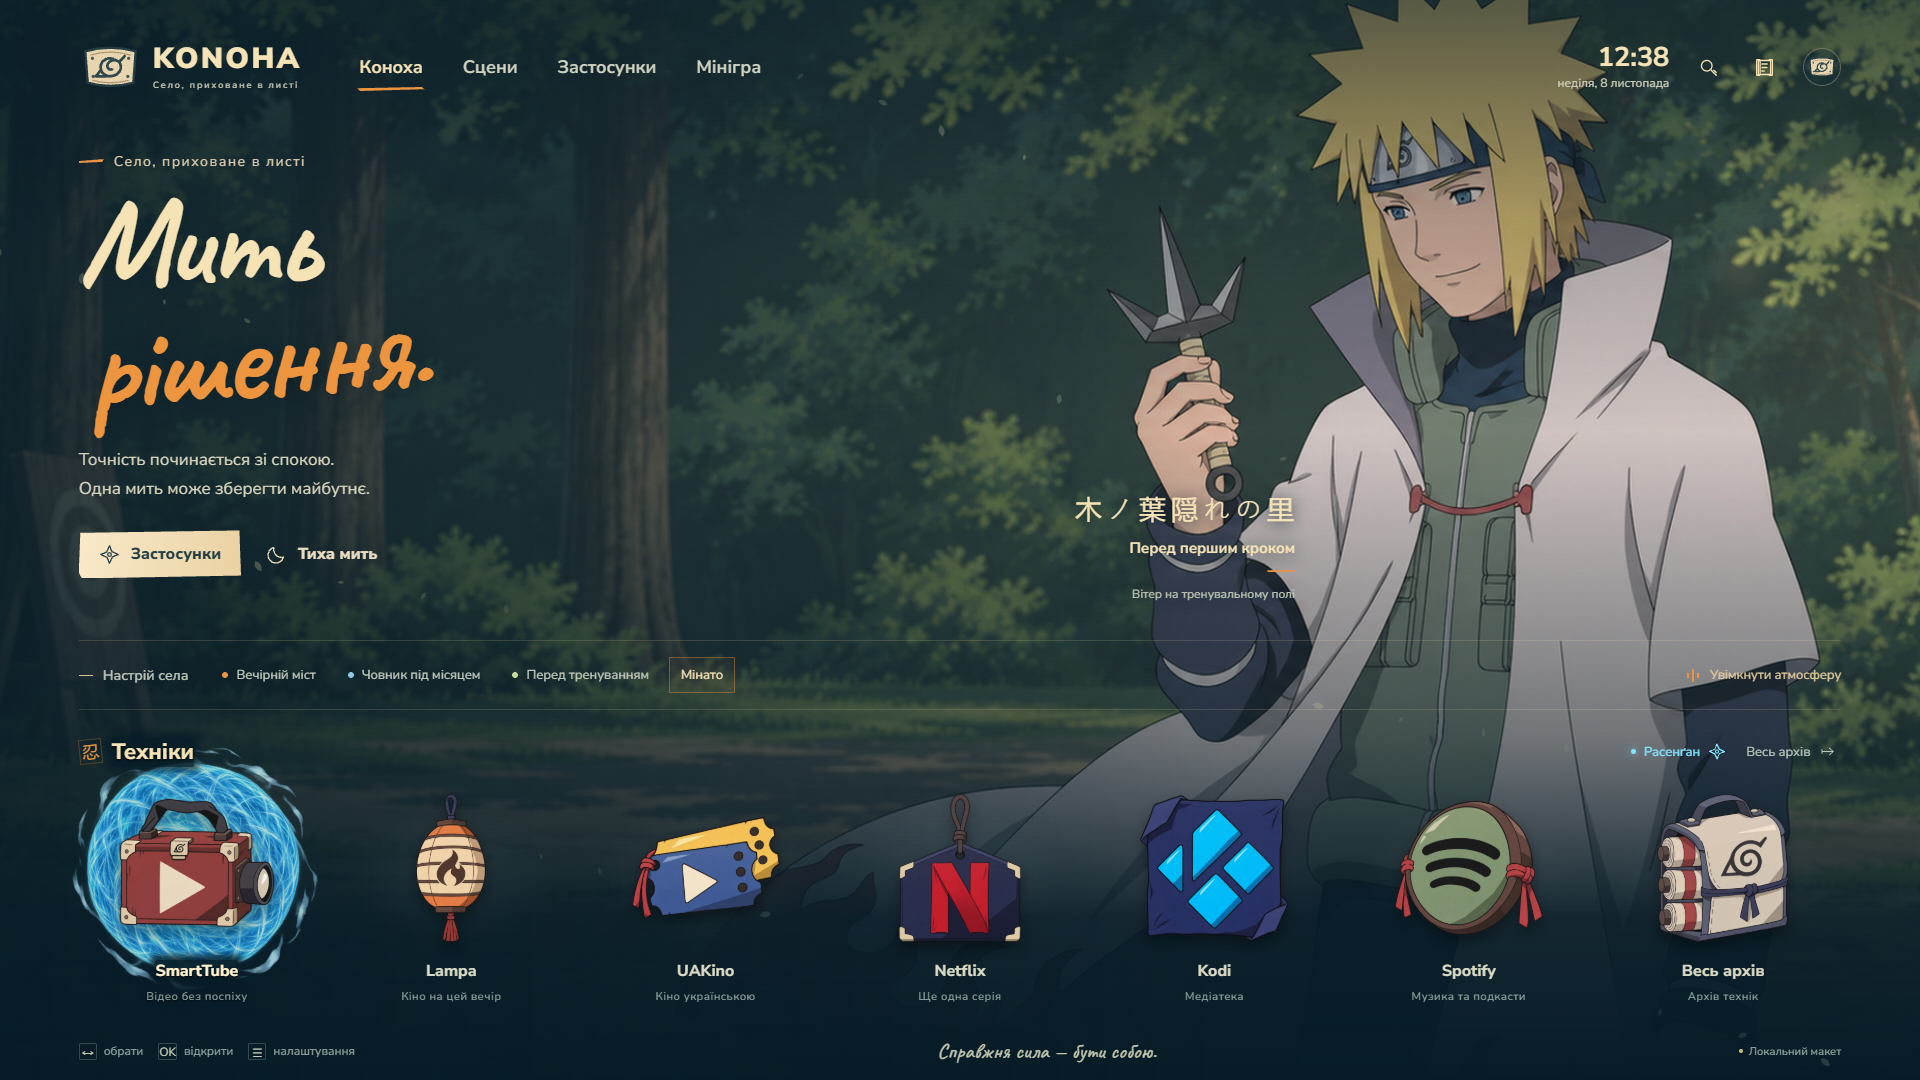 KONOHA
Село, приховане в листі
Коноха
Сцени
Застосунки
Мінігра
12:38
неділя, 8 листопада
Село, приховане в листі
Мить
рішення.
Точність починається зі спокою.
Одна мить може зберегти майбутнє.
Застосунки
Тиха мить
木ノ葉隠れの里
Перед першим кроком
Вітер на тренувальному полі
Настрій села
Вечірній міст
Човник під місяцем
Перед тренуванням
Мінато
Увімкнути атмосферу
忍 Техніки
Расенґан
Весь архів
SmartTube
Відео без поспіху
Lampa
Кіно на цей вечір
UAKino
Кіно українською
N
Netflix
Ще одна серія
Kodi
Медіатека
Spotify
Музика та подкасти
Весь архів
Архів технік
обрати
OK відкрити
налаштування
Справжня сила — бути собою.
Локальний макет